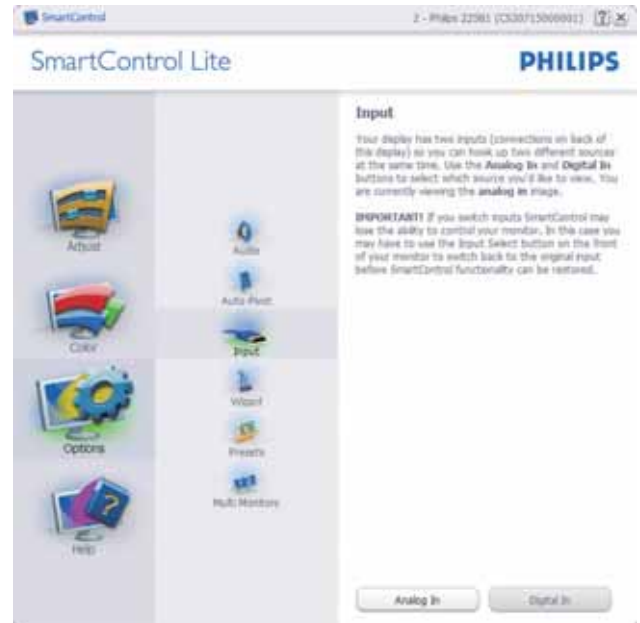 SmartControl
2 - Philips 225B1
SmartControl Lite
PHILIPS
Adjust
Color
Options
Help
Audio
Auto Pivot
Input
Wizard
Presets
Multi Monitors
Input
Your display has two inputs (connections on back of
this display) so you can hook up two different sources
at the same time. Use the Analog In and Digital In
buttons to select which source you'd like to view. You
are currently viewing the analog in image.
IMPORTANT! If you switch inputs SmartControl may
lose the ability to control your monitor. In this case you
may have to use the Input Select button on the front
of your monitor to switch back to the original input
before SmartControl functionality can be restored.
Analog In
Digital In